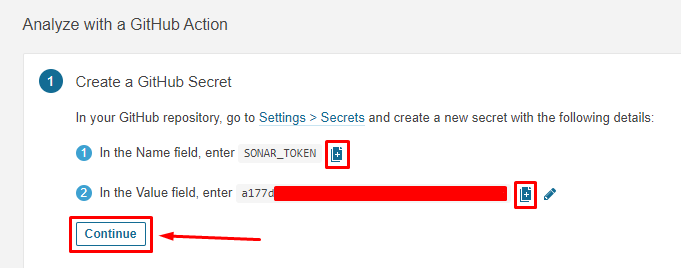 Analyze with a GitHub Action
1 Create a GitHub Secret
In your GitHub repository, go to Settings > Secrets and create a new secret with the following details:
1 In the Name field, enter SONAR_TOKEN
2 In the Value field, enter a177d
Continue